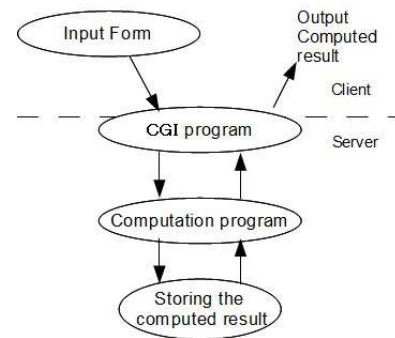 Input Form
Output
Computed
result
Client
CGI program
Server
Computation program
Storing the
computed result